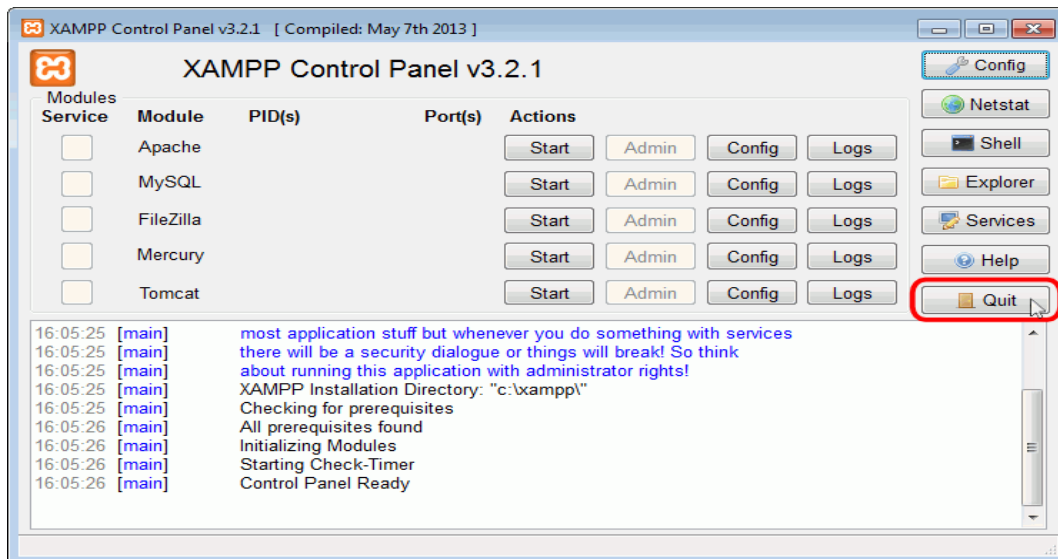 XAMPP Control Panel v3.2.1 [ Compiled: May 7th 2013 ]
XAMPP Control Panel v3.2.1
Config
Modules
Netstat
Service Module PID(s) Port(s) Actions
Apache Start Admin Config Logs
Shell
MySQL Start Admin Config Logs
Explorer
FileZilla Start Admin Config Logs
Services
Mercury Start Admin Config Logs
Help
Tomcat Start Admin Config Logs
Quit
16:05:25 [main] most application stuff but whenever you do something with services
16:05:25 [main] there will be a security dialogue or things will break! So think
16:05:25 [main] about running this application with administrator rights!
16:05:25 [main] XAMPP Installation Directory: "c:\xampp\"
16:05:25 [main] Checking for prerequisites
16:05:26 [main] All prerequisites found
16:05:26 [main] Initializing Modules
16:05:26 [main] Starting Check-Timer
16:05:26 [main] Control Panel Ready